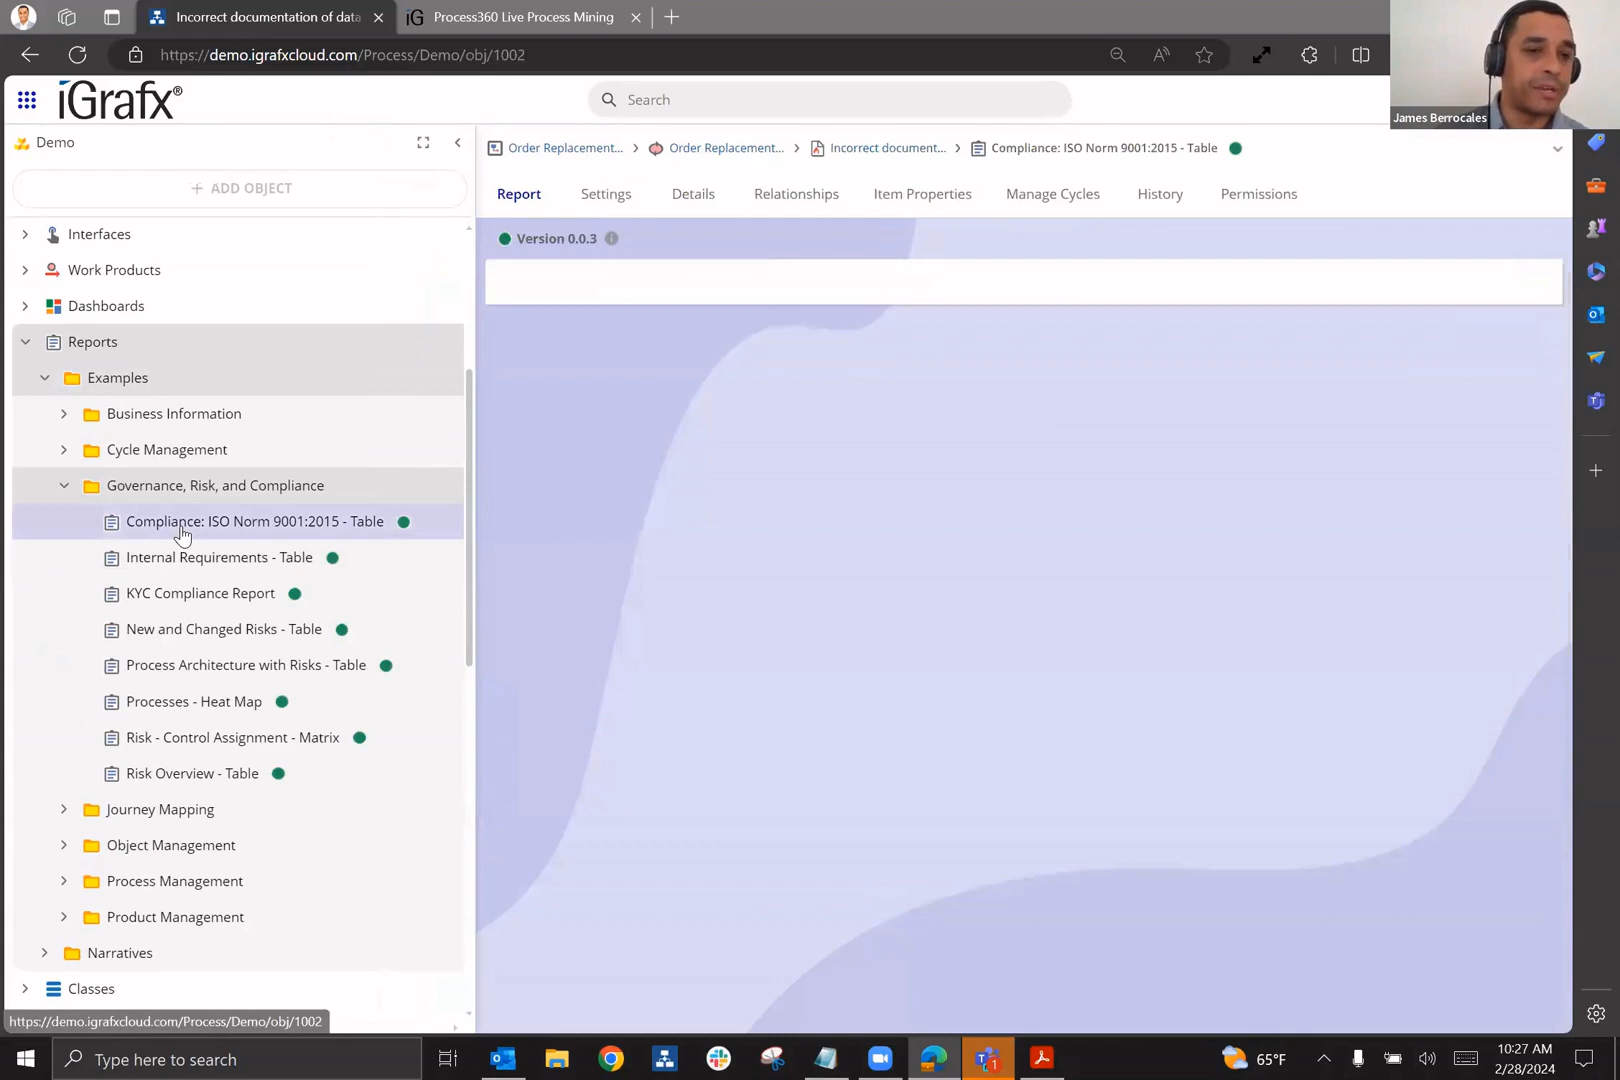 Incorrect documentation of data
Process360 Live Process Mining
https://demo.igrafxcloud.com/Process/Demo/obj/1002
iGrafx®
Search
James Berrocales
Demo
ADD OBJECT
Interfaces
Work Products
Dashboards
Reports
Examples
Business Information
Cycle Management
Governance, Risk, and Compliance
Compliance: ISO Norm 9001:2015 - Table
Internal Requirements - Table
KYC Compliance Report
New and Changed Risks - Table
Process Architecture with Risks - Table
Processes - Heat Map
Risk - Control Assignment - Matrix
Risk Overview - Table
Journey Mapping
Object Management
Process Management
Product Management
Narratives
Classes
https://demo.igrafxcloud.com/Process/Demo/obj/1002
Order Replacement... > Order Replacement... > Incorrect document... > Compliance: ISO Norm 9001:2015 - Table
Report Settings Details Relationships Item Properties Manage Cycles History Permissions
Version 0.0.3
Type here to search
1
65°F
10:27 AM
2/28/2024